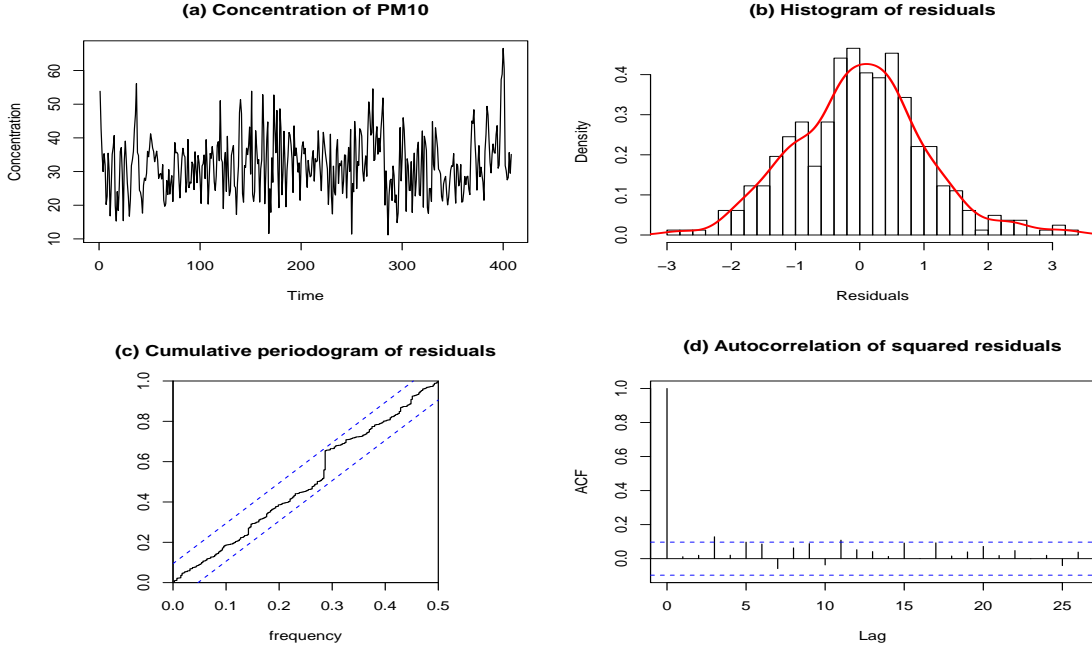 (a) Concentration of PM10
Concentration
10 20 30 40 50 60
0 100 200 300 400
Time
(b) Histogram of residuals
Density
0.0 0.1 0.2 0.3 0.4
−3 −2 −1 0 1 2 3
Residuals
(c) Cumulative periodogram of residuals
0.0 0.2 0.4 0.6 0.8 1.0
0.0 0.1 0.2 0.3 0.4 0.5
frequency
(d) Autocorrelation of squared residuals
ACF
0.0 0.2 0.4 0.6 0.8 1.0
0 5 10 15 20 25
Lag